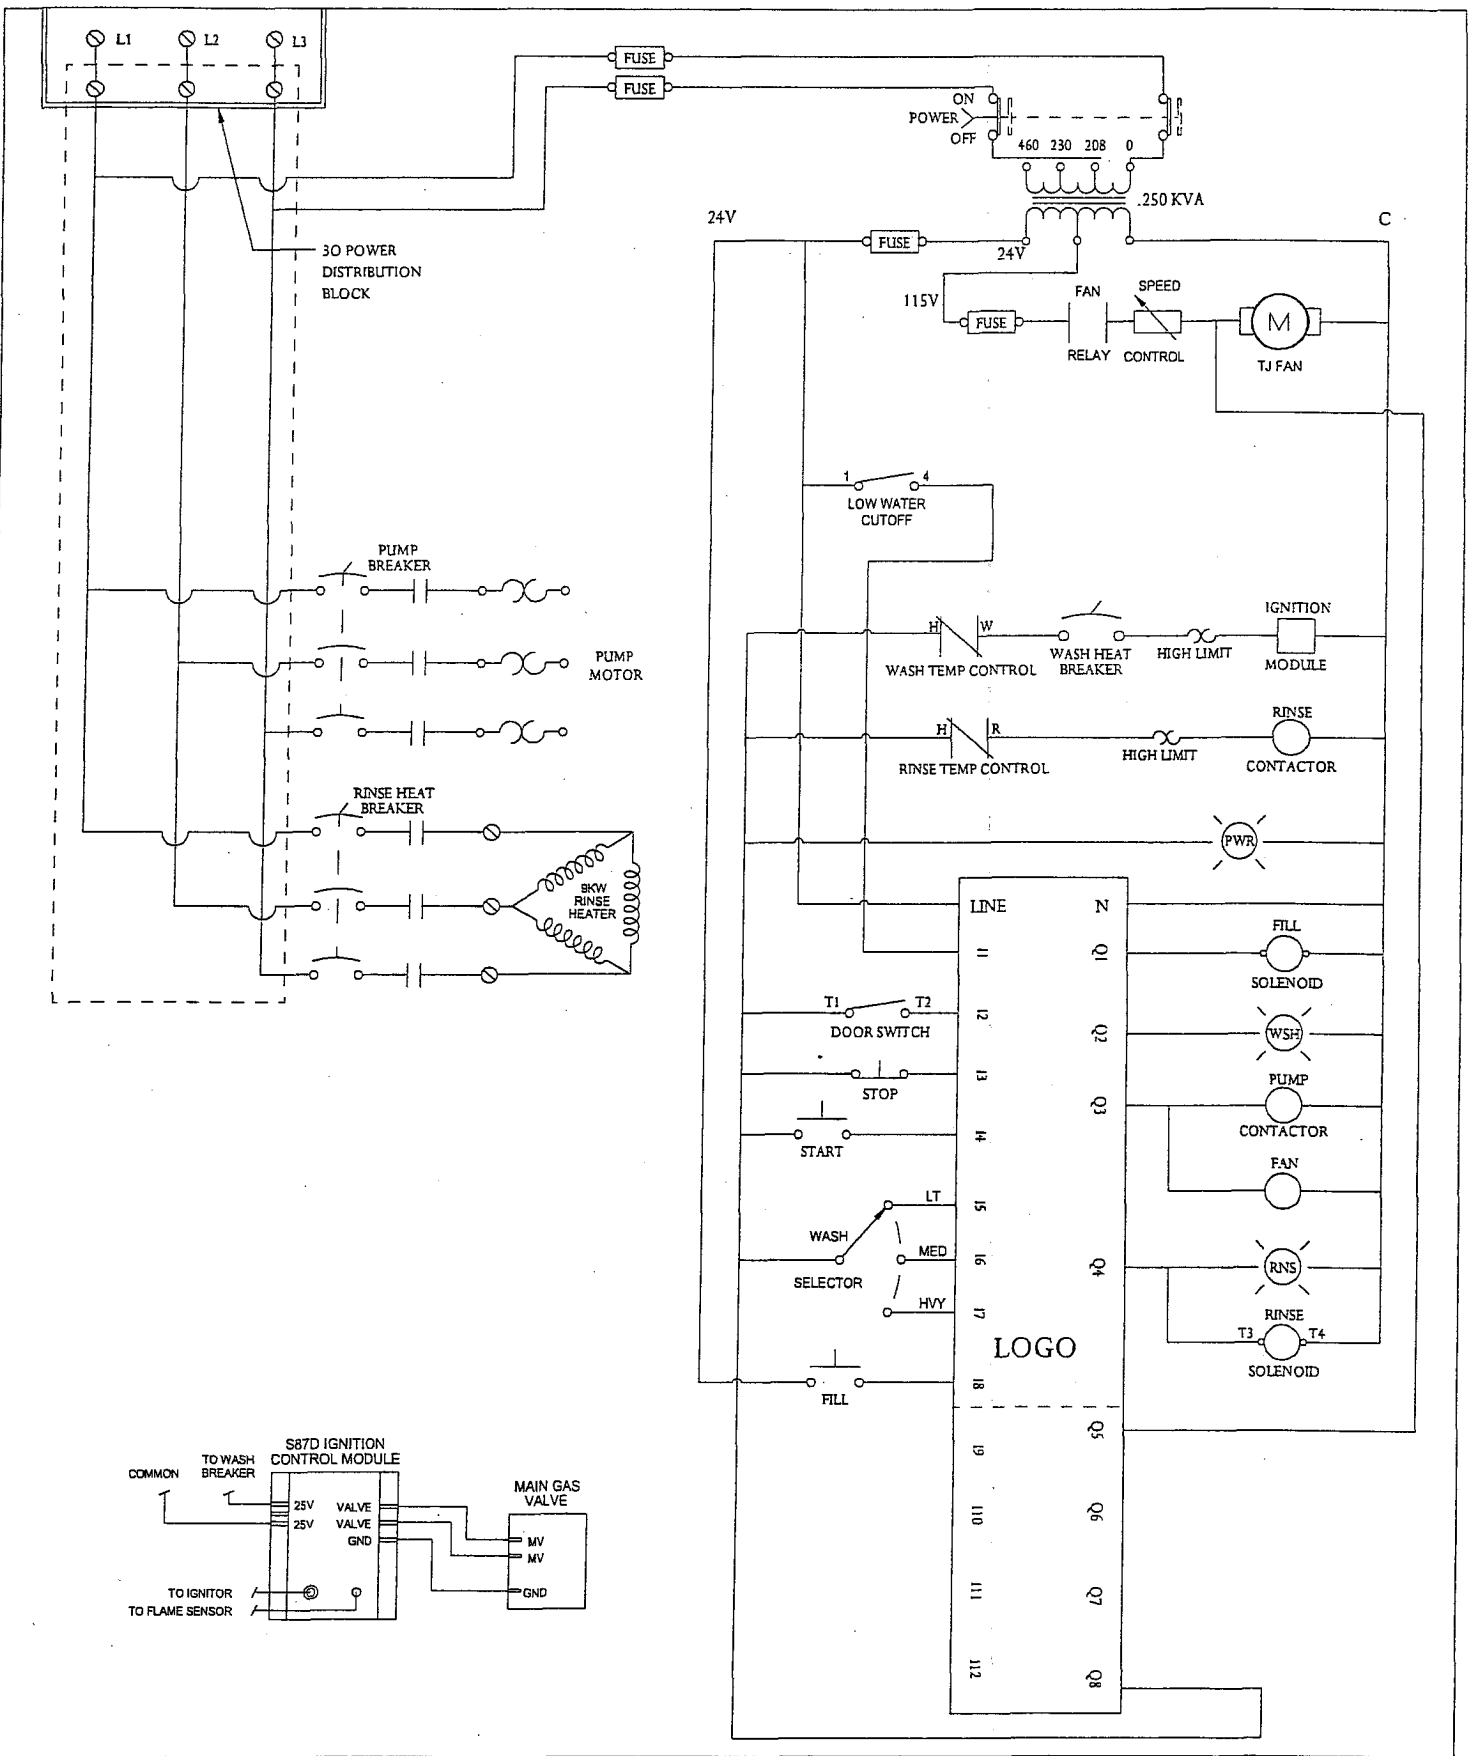 L1
L2
L3
FUSE
FUSE
ON
POWER
OFF
460 230 208 0
.250 KVA
24V
C
FUSE
24V
3O POWER
DISTRIBUTION
BLOCK
115V
FUSE
FAN
RELAY
SPEED
CONTROL
M
TJ FAN
1 4
LOW WATER
CUTOFF
PUMP
BREAKER
PUMP
MOTOR
H W
WASH TEMP CONTROL
WASH HEAT
BREAKER
HIGH LIMIT
IGNITION
MODULE
H R
RINSE TEMP CONTROL
HIGH LIMIT
RINSE
CONTACTOR
RINSE HEAT
BREAKER
9KW
RINSE
HEATER
PWR
LINE
N
I1
Q1
FILL
SOLENOID
T1 T2
DOOR SWITCH
I2
Q2
WSH
STOP
I3
Q3
PUMP
CONTACTOR
START
I4
FAN
WASH
SELECTOR
LT
I5
MED
I6
HVY
I7
Q4
RNS
RINSE
T3 T4
SOLENOID
LOGO
FILL
I8
Q5
I9
I10
Q6
I11
Q7
I12
Q8
S87D IGNITION
CONTROL MODULE
COMMON
TO WASH
BREAKER
25V
25V
VALVE
VALVE
GND
TO IGNITOR
TO FLAME SENSOR
MAIN GAS
VALVE
MV
MV
GND